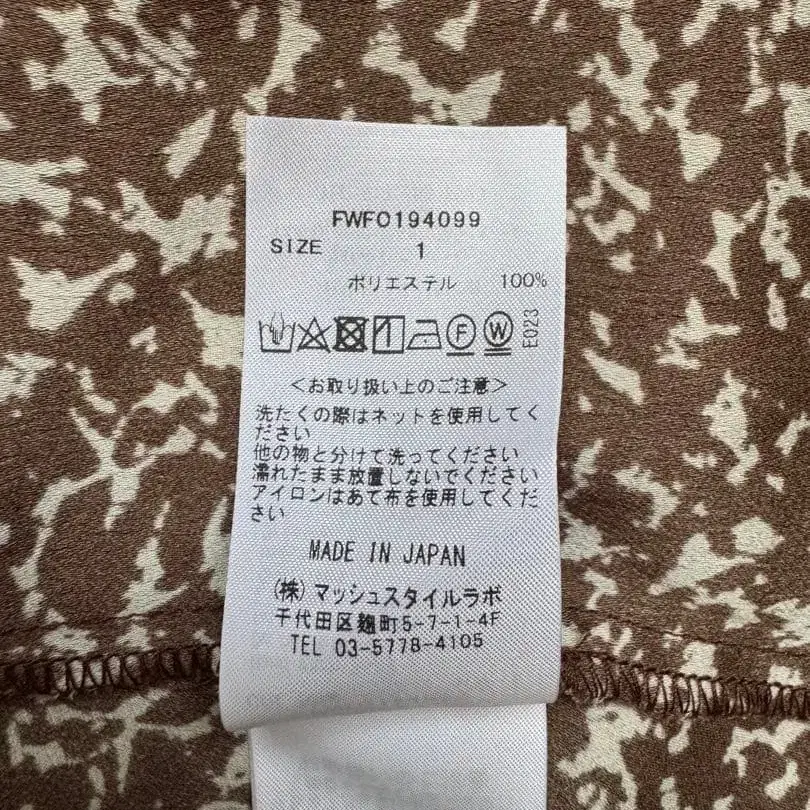 FWFO194099
SIZE 1
ポリエステル 100%
F W E023
<お取り扱い上のご注意>
洗たくの際はネットを使用してく
ださい
他の物と分けて洗ってください
濡れたまま放置しないでください
アイロンはあて布を使用してくだ
さい
MADE IN JAPAN
(株)マッシュスタイルラボ
千代田区麹町5-7-1-4F
TEL 03-5778-4105